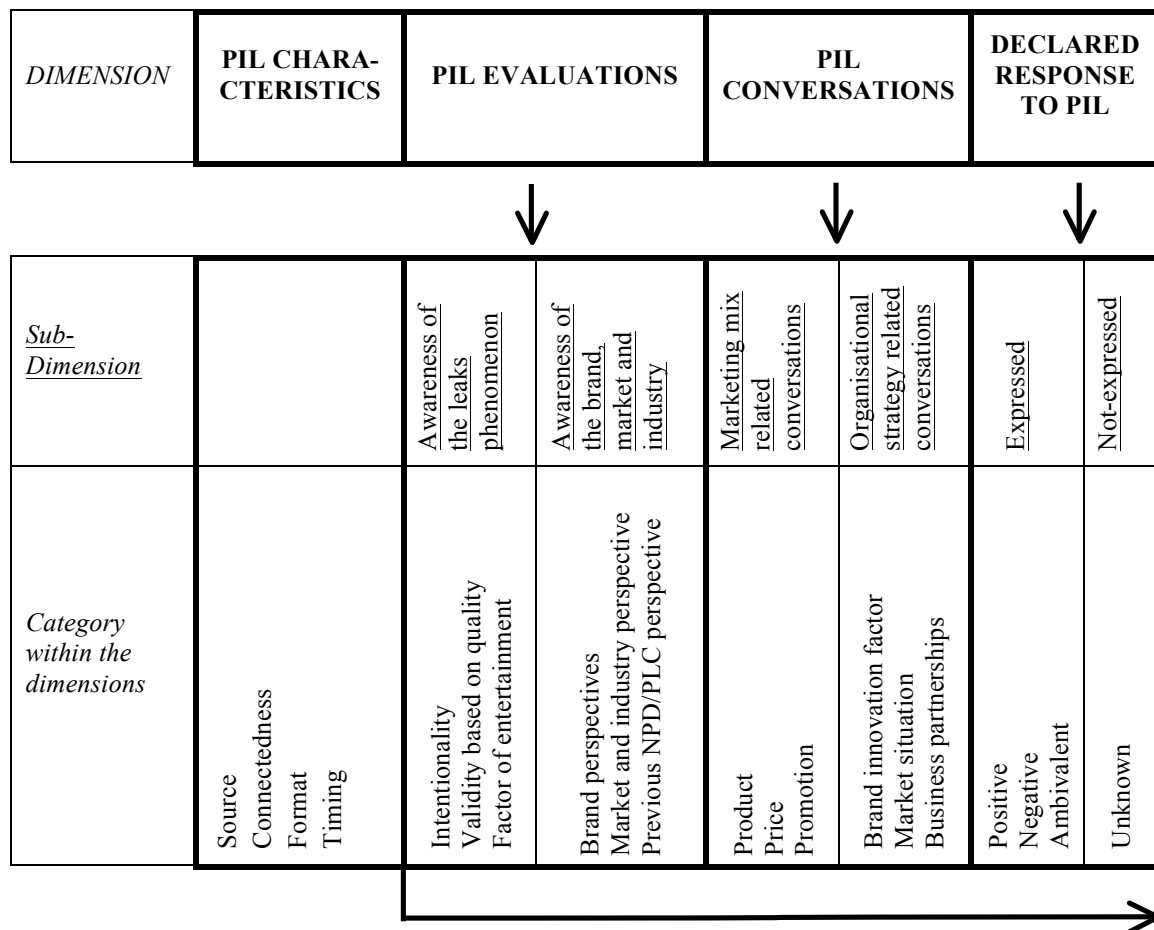 DIMENSION
PIL CHARA-
CTERISTICS
PIL EVALUATIONS
PIL
CONVERSATIONS
DECLARED
RESPONSE
TO PIL
Sub-
Dimension
Awareness of
the leaks
phenomenon
Awareness of
the brand,
market and
industry
Marketing mix
related
conversations
Organisational
strategy related
conversations
Expressed
Not-expressed
Category
within the
dimensions
Source
Connectedness
Format
Timing
Intentionality
Validity based on quality
Factor of entertainment
Brand perspectives
Market and industry perspective
Previous NPD/PLC perspective
Product
Price
Promotion
Brand innovation factor
Market situation
Business partnerships
Positive
Negative
Ambivalent
Unknown